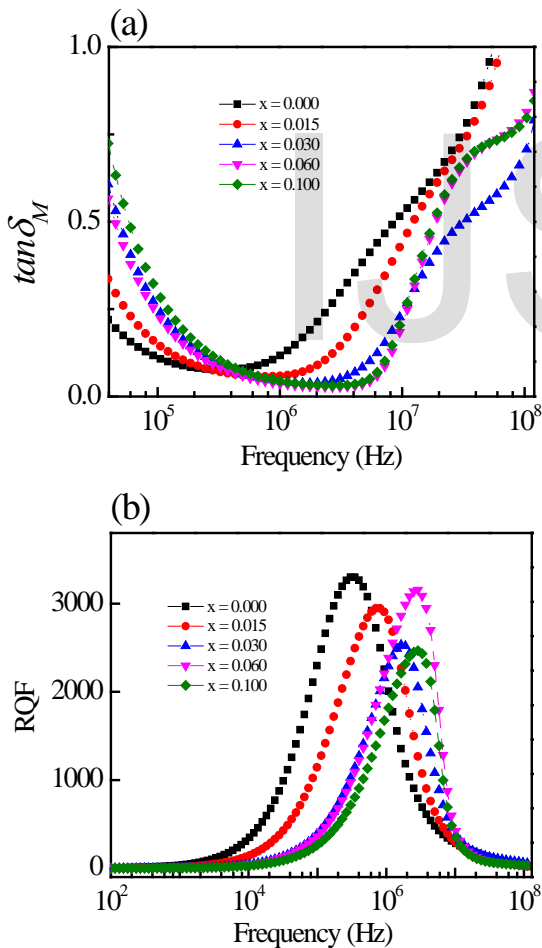 (a)
1.0
0.5
0.0
tanδ_M
x = 0.000
x = 0.015
x = 0.030
x = 0.060
x = 0.100
IJS
10^5 10^6 10^7 10^8
Frequency (Hz)
(b)
3000
2000
1000
0
RQF
x = 0.000
x = 0.015
x = 0.030
x = 0.060
x = 0.100
10^2 10^4 10^6 10^8
Frequency (Hz)